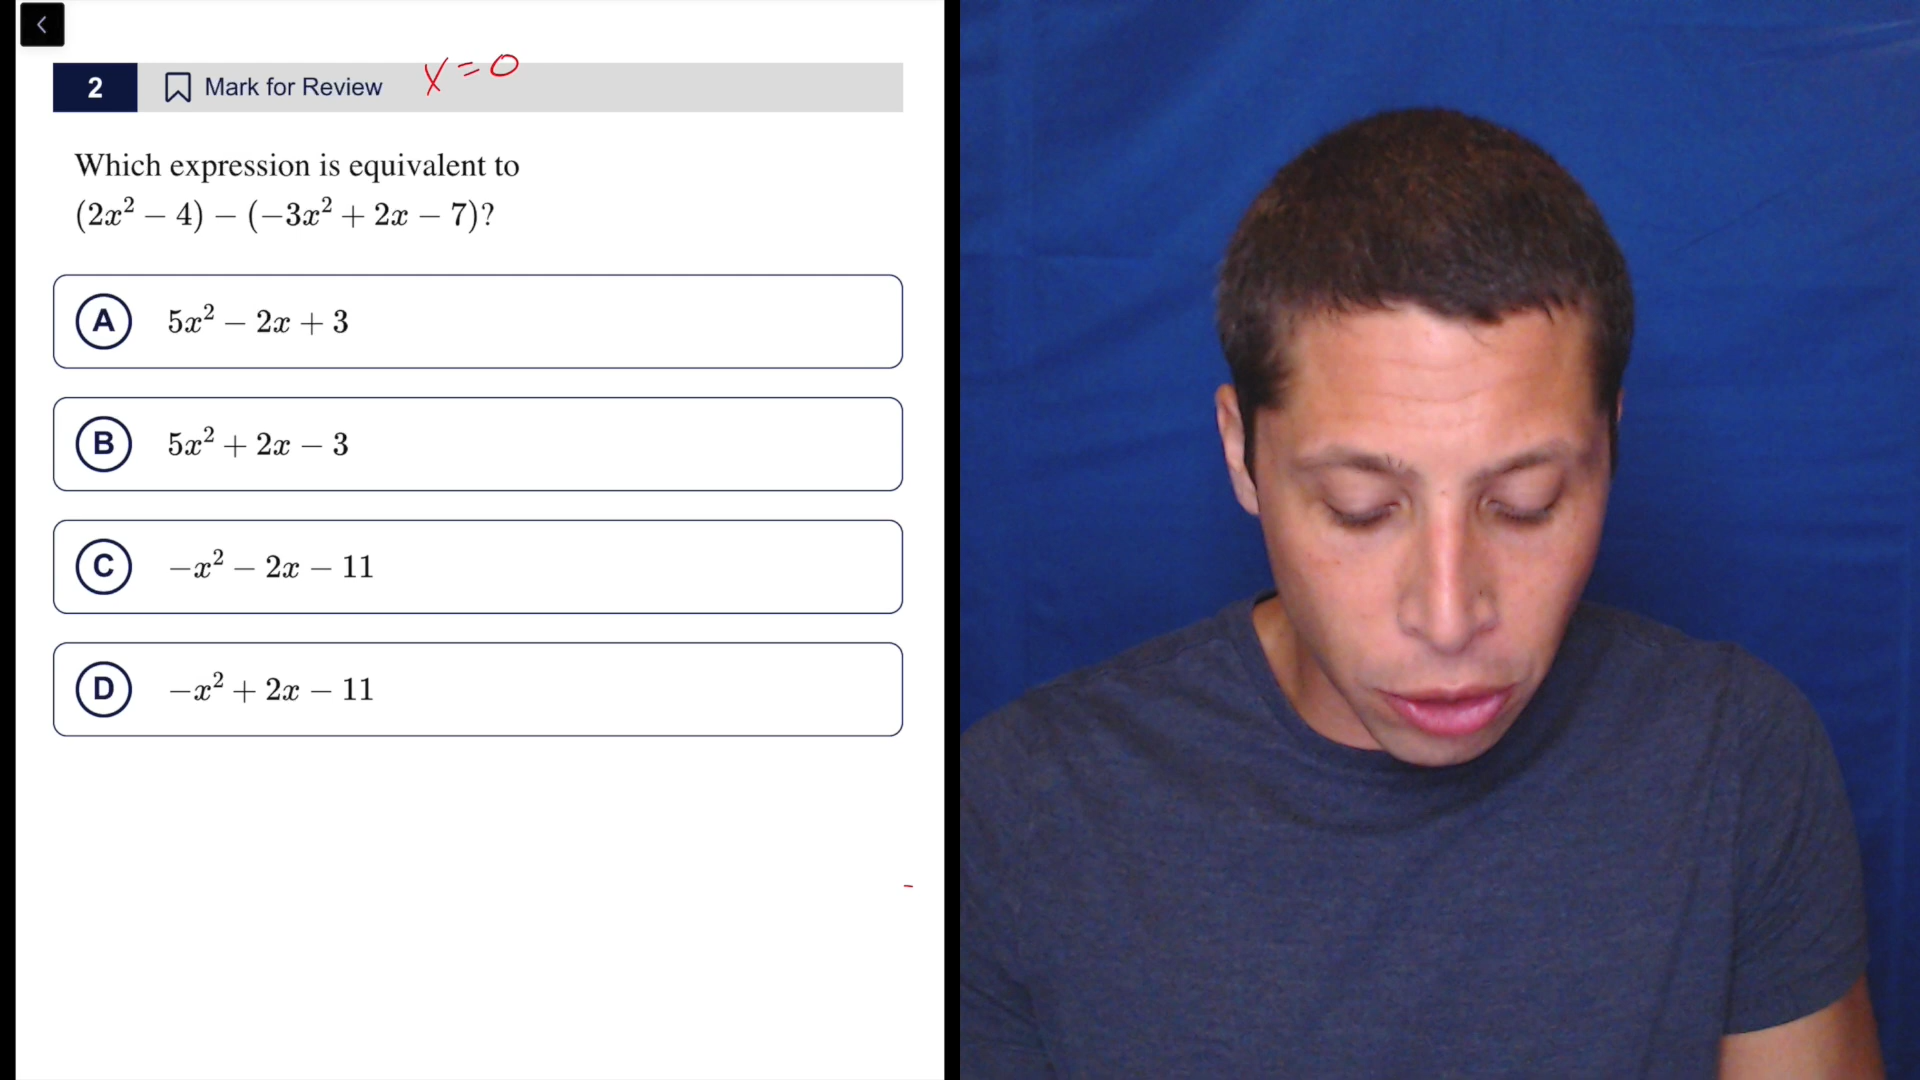 x = 0
2 Mark for Review
Which expression is equivalent to
(2x² − 4) − (−3x² + 2x − 7)?
A 5x² − 2x + 3
B 5x² + 2x − 3
C −x² − 2x − 11
D −x² + 2x − 11